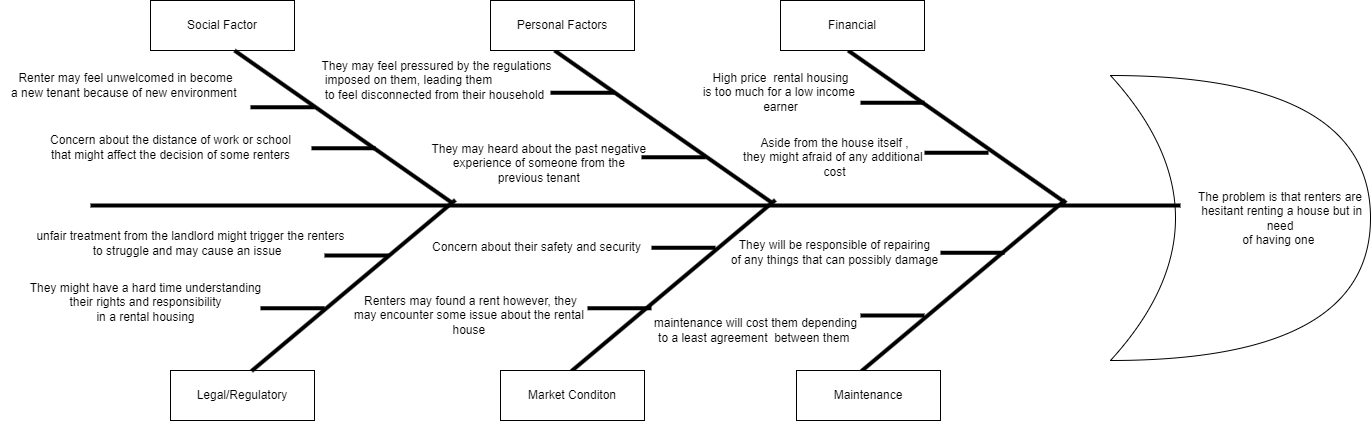 Social Factor
Personal Factors
Financial
Renter may feel unwelcomed in become
a new tenant because of new environment
Concern about the distance of work or school
that might affect the decision of some renters
They may feel pressured by the regulations
imposed on them, leading them
to feel disconnected from their household
They may heard about the past negative
experience of someone from the
previous tenant
High price rental housing
is too much for a low income
earner
Aside from the house itself ,
they might afraid of any additional
cost
The problem is that renters are
hesitant renting a house but in
need
of having one
unfair treatment from the landlord might trigger the renters
to struggle and may cause an issue
They might have a hard time understanding
their rights and responsibility
in a rental housing
Concern about their safety and security
Renters may found a rent however, they
may encounter some issue about the rental
house
They will be responsible of repairing
of any things that can possibly damage
maintenance will cost them depending
to a least agreement between them
Legal/Regulatory
Market Conditon
Maintenance